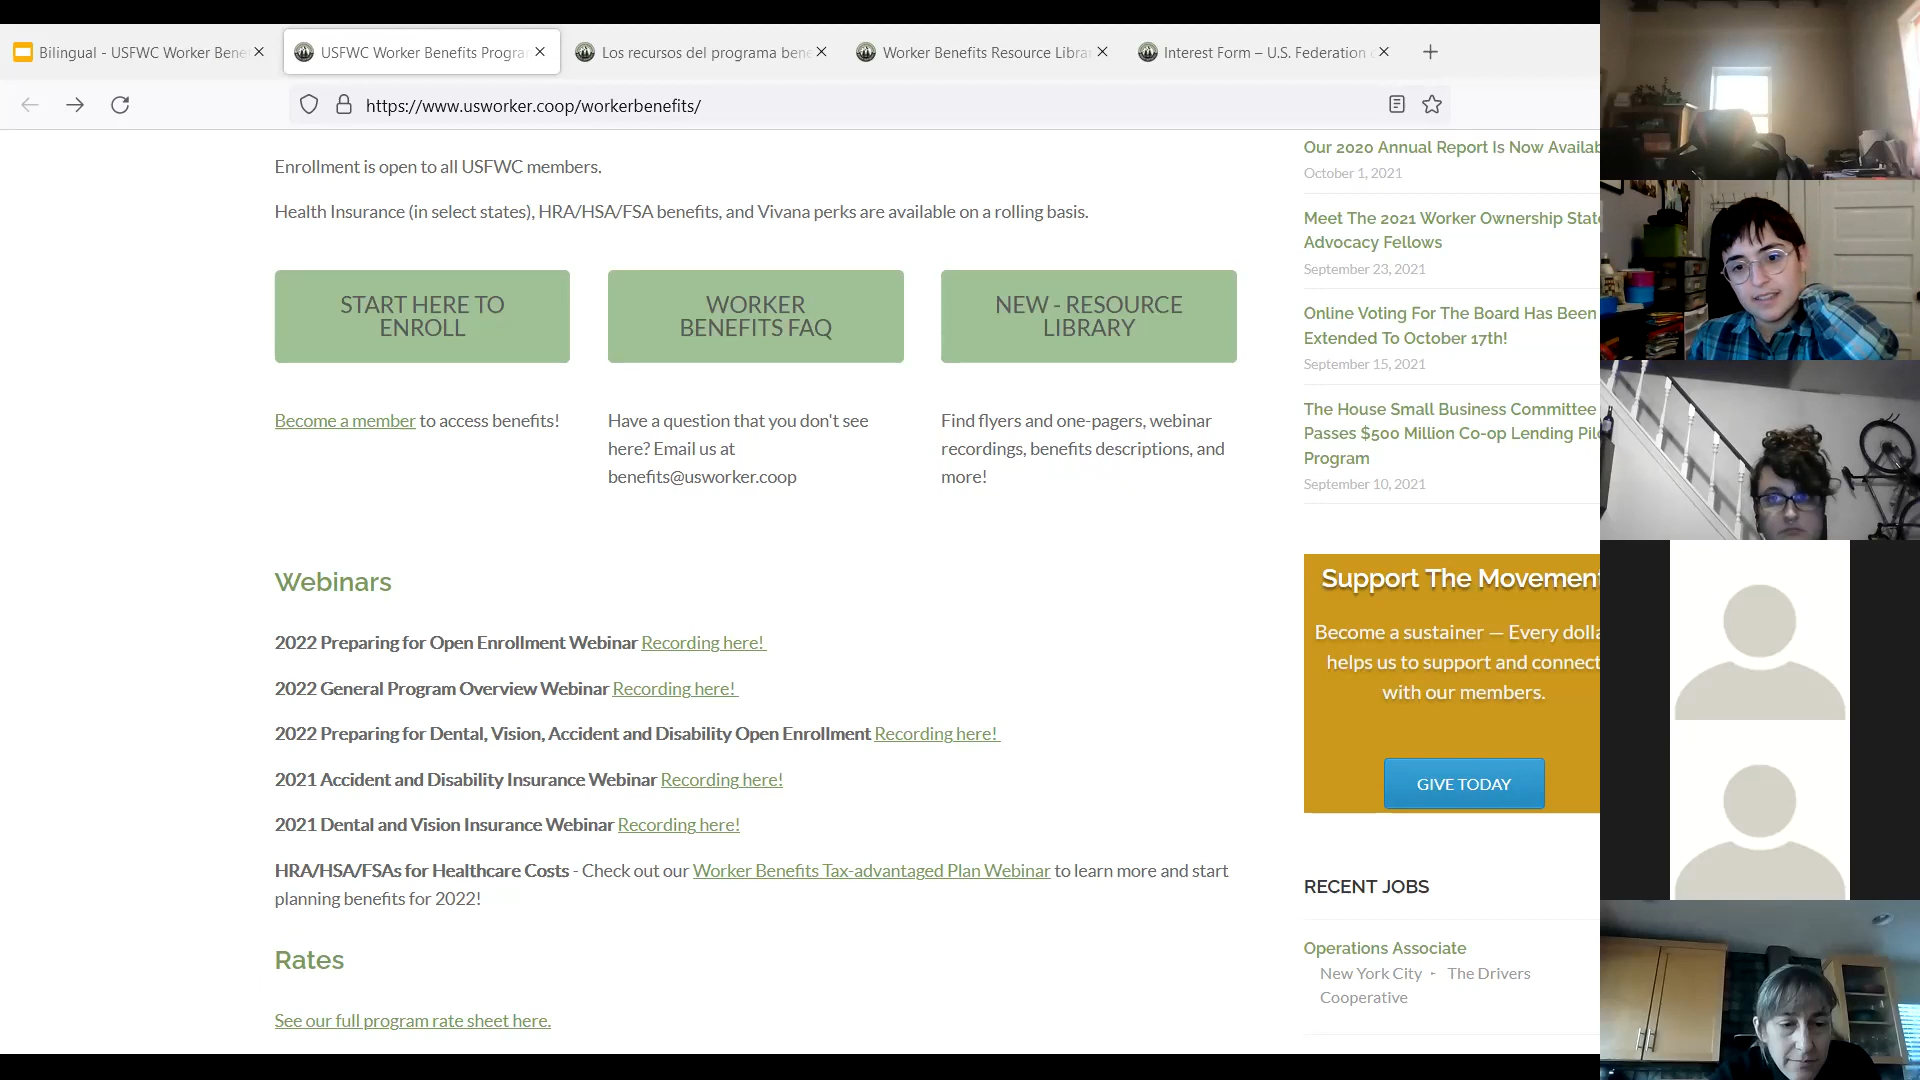 Bilingual - USFWC Worker Bene
USFWC Worker Benefits Progra
Los recursos del programa bene
Worker Benefits Resource Libra
Interest Form – U.S. Federation
https://www.usworker.coop/workerbenefits/
Enrollment is open to all USFWC members.
Health Insurance (in select states), HRA/HSA/FSA benefits, and Vivana perks are available on a rolling basis.
START HERE TO
ENROLL
WORKER
BENEFITS FAQ
NEW - RESOURCE
LIBRARY
Become a member to access benefits!
Have a question that you don't see
here? Email us at
benefits@usworker.coop
Find flyers and one-pagers, webinar
recordings, benefits descriptions, and
more!
Webinars
2022 Preparing for Open Enrollment Webinar Recording here!
2022 General Program Overview Webinar Recording here!
2022 Preparing for Dental, Vision, Accident and Disability Open Enrollment Recording here!
2021 Accident and Disability Insurance Webinar Recording here!
2021 Dental and Vision Insurance Webinar Recording here!
HRA/HSA/FSAs for Healthcare Costs - Check out our Worker Benefits Tax-advantaged Plan Webinar to learn more and start
planning benefits for 2022!
Rates
See our full program rate sheet here.
Our 2020 Annual Report Is Now Availab
October 1, 2021
Meet The 2021 Worker Ownership State
Advocacy Fellows
September 23, 2021
Online Voting For The Board Has Been
Extended To October 17th!
September 15, 2021
The House Small Business Committee
Passes $500 Million Co-op Lending Pil
Program
September 10, 2021
Support The Movement
Become a sustainer — Every dolla
helps us to support and connect
with our members.
GIVE TODAY
RECENT JOBS
Operations Associate
New York City - The Drivers
Cooperative